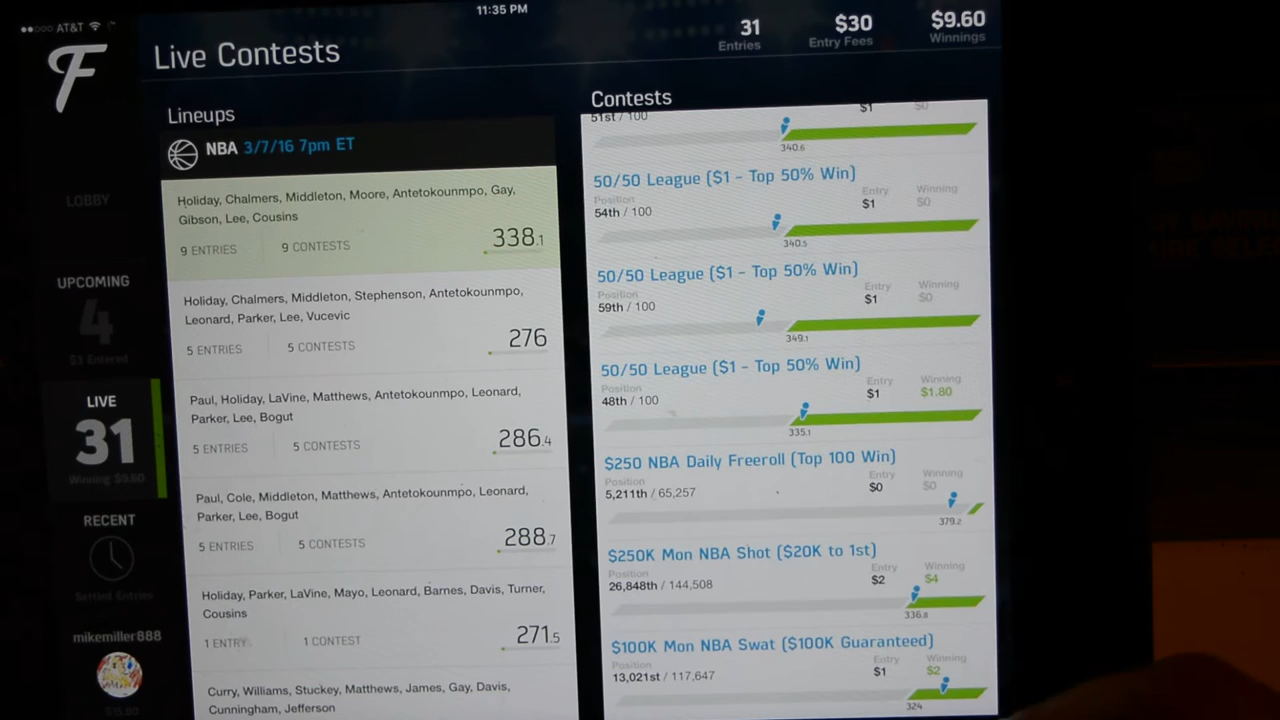 AT&T
11:35 PM
F
Live Contests
31
Entries
$30
Entry Fees
$9.60
Winnings
LOBBY
UPCOMING
4
$1 Entered
LIVE
31
Winning $9.60
RECENT
Settled Entries
mikemiller888
Lineups
NBA 3/7/16 7pm ET
Holiday, Chalmers, Middleton, Moore, Antetokounmpo, Gay,
Gibson, Lee, Cousins
9 ENTRIES 9 CONTESTS 338.1
Holiday, Chalmers, Middleton, Stephenson, Antetokounmpo,
Leonard, Parker, Lee, Vucevic
5 ENTRIES 5 CONTESTS 276
Paul, Holiday, LaVine, Matthews, Antetokounmpo, Leonard,
Parker, Lee, Bogut
5 ENTRIES 5 CONTESTS 286.4
Paul, Cole, Middleton, Matthews, Antetokounmpo, Leonard,
Parker, Lee, Bogut
5 ENTRIES 5 CONTESTS 288.7
Holiday, Parker, LaVine, Mayo, Leonard, Barnes, Davis, Turner,
Cousins
1 ENTRY 1 CONTEST 271.5
Curry, Williams, Stuckey, Matthews, James, Gay, Davis,
Cunningham, Jefferson
Contests
51st / 100 $1 $0
340.6
50/50 League ($1 - Top 50% Win)
Position Entry Winning
54th / 100 $1 $0
340.5
50/50 League ($1 - Top 50% Win)
Position Entry Winning
59th / 100 $1 $0
349.1
50/50 League ($1 - Top 50% Win)
Position Entry Winning
48th / 100 $1 $1.80
335.1
$250 NBA Daily Freeroll (Top 100 Win)
Position Entry Winning
5,211th / 65,257 $0 $0
379.2
$250K Mon NBA Shot ($20K to 1st)
Position Entry Winning
26,848th / 144,508 $2 $4
336.8
$100K Mon NBA Swat ($100K Guaranteed)
Position Entry Winning
13,021st / 117,647 $1 $2
324